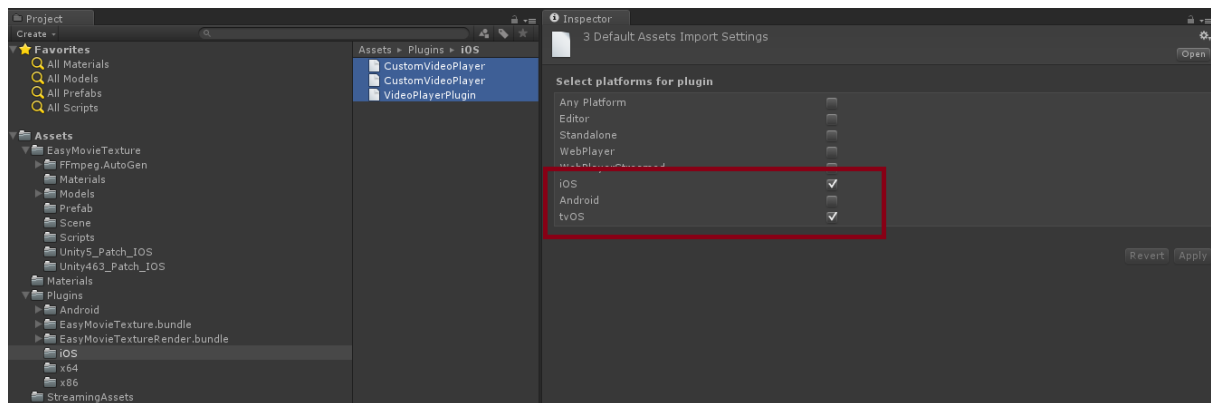 Project
Create
Favorites
All Materials
All Models
All Prefabs
All Scripts
Assets
EasyMovieTexture
FFmpeg.AutoGen
Materials
Models
Prefab
Scene
Scripts
Unity5_Patch_IOS
Unity463_Patch_IOS
Materials
Plugins
Android
EasyMovieTexture.bundle
EasyMovieTextureRender.bundle
iOS
x64
x86
StreamingAssets
Assets ▸ Plugins ▸ iOS
CustomVideoPlayer
CustomVideoPlayer
VideoPlayerPlugin
Inspector
3 Default Assets Import Settings
Open
Select platforms for plugin
Any Platform
Editor
Standalone
WebPlayer
WebPlayerStreamed
iOS
Android
tvOS
Revert Apply